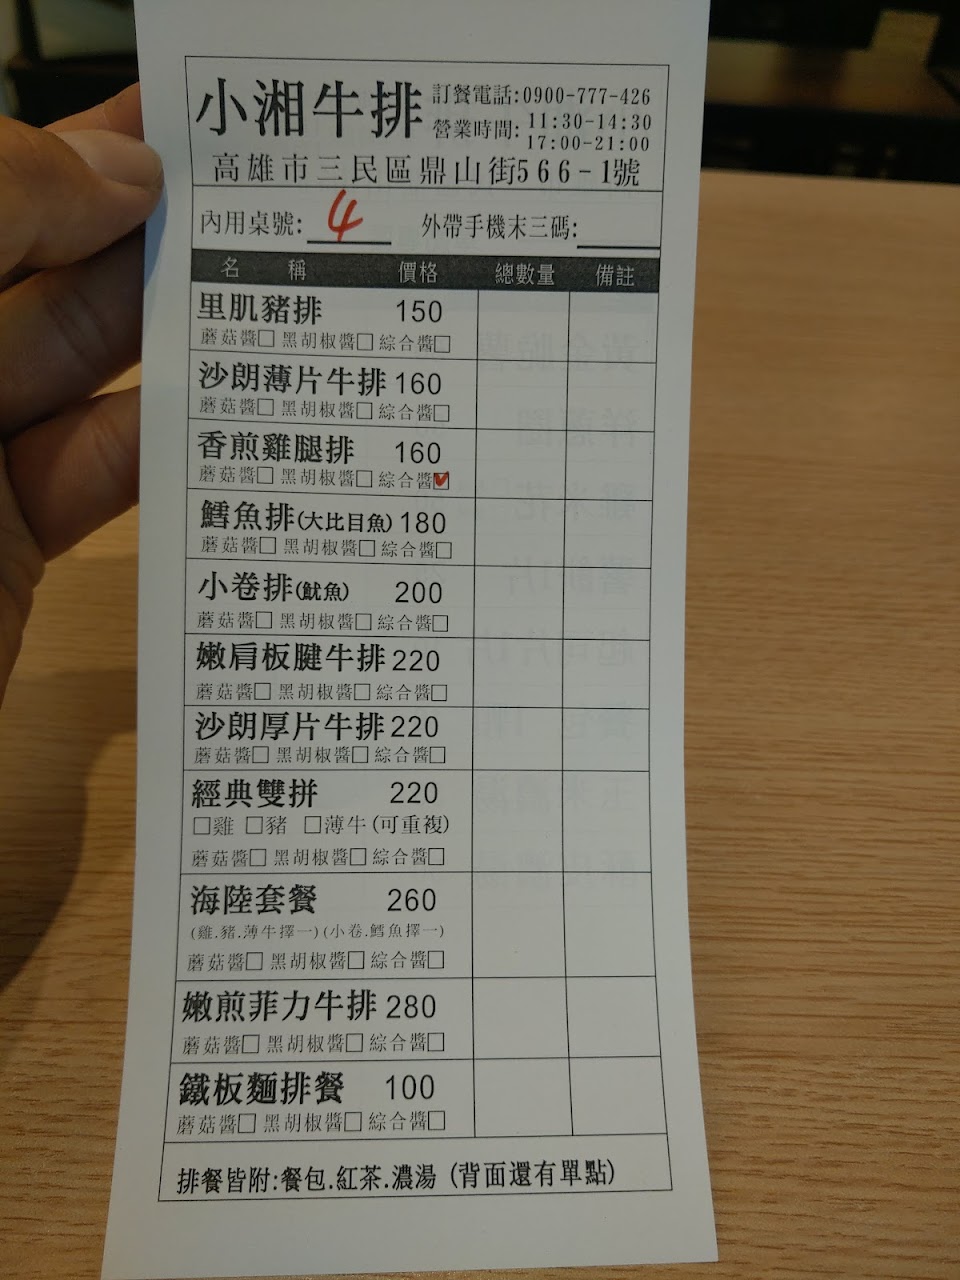 小湘牛排 訂餐電話:0900-777-426
營業時間: 11:30-14:30
17:00-21:00
高雄市三民區鼎山街566-1號
內用桌號: 4 外帶手機末三碼:
名稱 價格 總數量 備註
里肌豬排 150
蘑菇醬□ 黑胡椒醬□ 綜合醬□
沙朗薄片牛排 160
蘑菇醬□ 黑胡椒醬□ 綜合醬□
香煎雞腿排 160
蘑菇醬□ 黑胡椒醬□ 綜合醬☑
鱈魚排(大比目魚) 180
蘑菇醬□ 黑胡椒醬□ 綜合醬□
小卷排(魷魚) 200
蘑菇醬□ 黑胡椒醬□ 綜合醬□
嫩肩板腱牛排 220
蘑菇醬□ 黑胡椒醬□ 綜合醬□
沙朗厚片牛排 220
蘑菇醬□ 黑胡椒醬□ 綜合醬□
經典雙拼 220
□雞 □豬 □薄牛(可重複)
蘑菇醬□ 黑胡椒醬□ 綜合醬□
海陸套餐 260
(雞.豬.薄牛擇一)(小卷.鱈魚擇一)
蘑菇醬□ 黑胡椒醬□ 綜合醬□
嫩煎菲力牛排 280
蘑菇醬□ 黑胡椒醬□ 綜合醬□
鐵板麵排餐 100
蘑菇醬□ 黑胡椒醬□ 綜合醬□
排餐皆附:餐包.紅茶.濃湯 (背面還有單點)